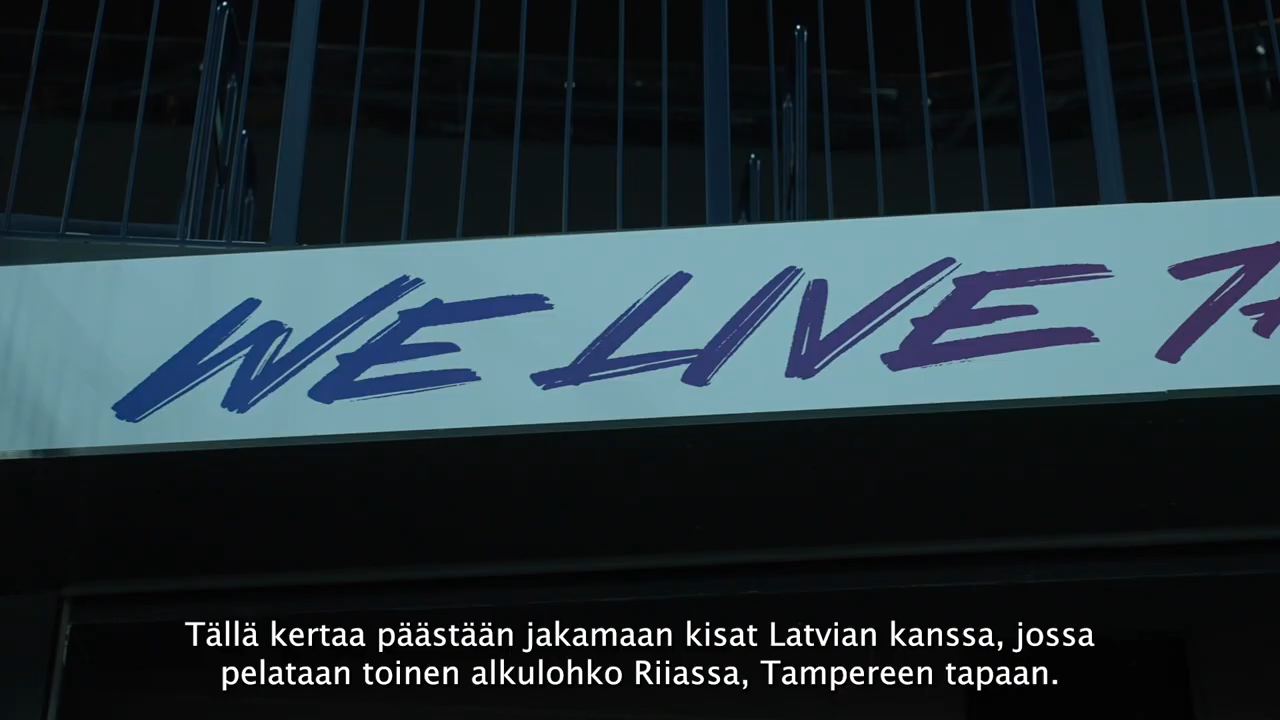 WE LIVE
Tällä kertaa päästään jakamaan kisat Latvian kanssa, jossa
pelataan toinen alkulohko Riiassa, Tampereen tapaan.